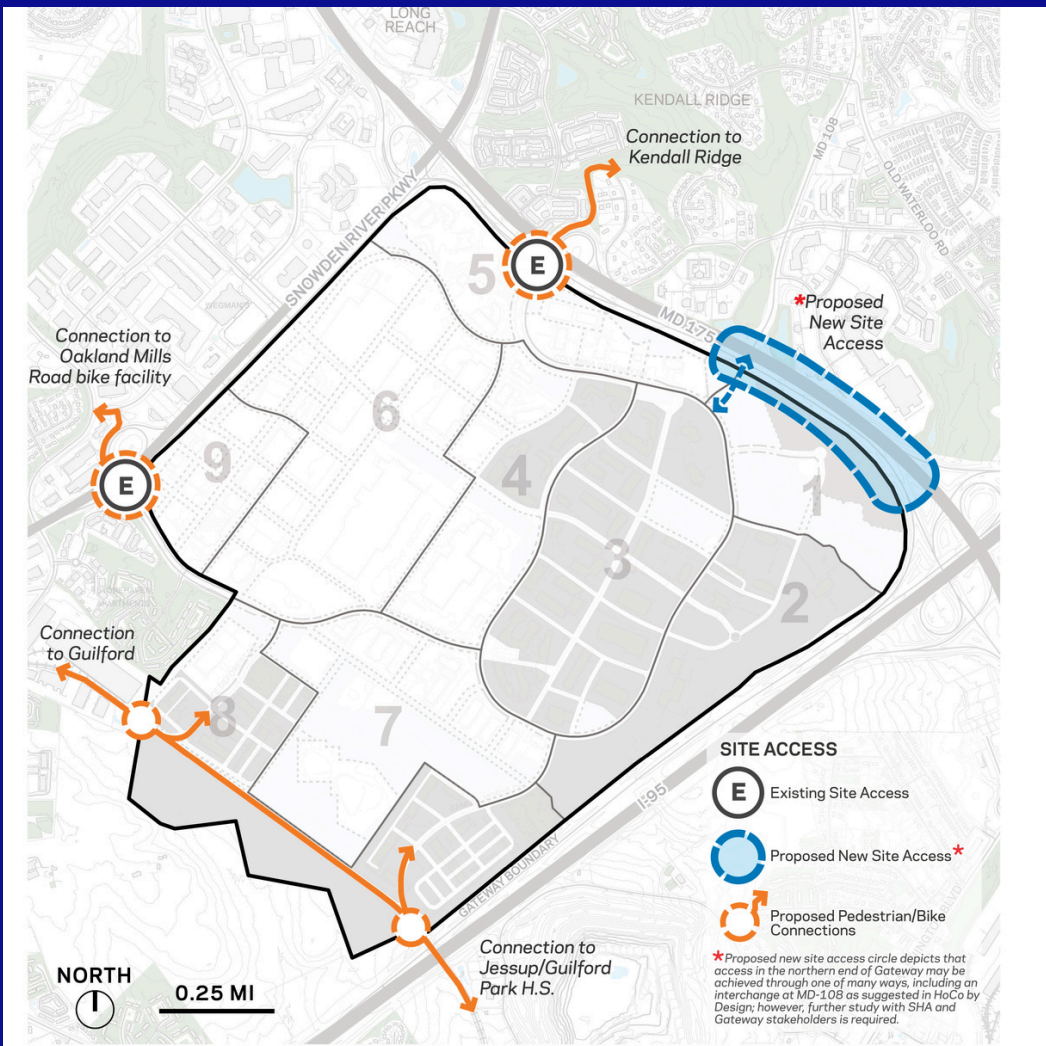 LONG
REACH
KENDALL RIDGE
Connection to
Kendall Ridge
MD 108
OLD WATERLOO RD
SNOWDEN RIVER PKWY
WEGMANS
5
E
MD 175
*Proposed
New Site
Access
Connection to
Oakland Mills
Road bike facility
6
9
4
1
E
3
2
Connection
to Guilford
8
7
I-95
GATEWAY BOUNDARY
Connection to
Jessup/Guilford
Park H.S.
SITE ACCESS
E Existing Site Access
Proposed New Site Access*
Proposed Pedestrian/Bike
Connections
*Proposed new site access circle depicts that
access in the northern end of Gateway may be
achieved through one of many ways, including an
interchange at MD-108 as suggested in HoCo by
Design; however, further study with SHA and
Gateway stakeholders is required.
NORTH
0.25 MI